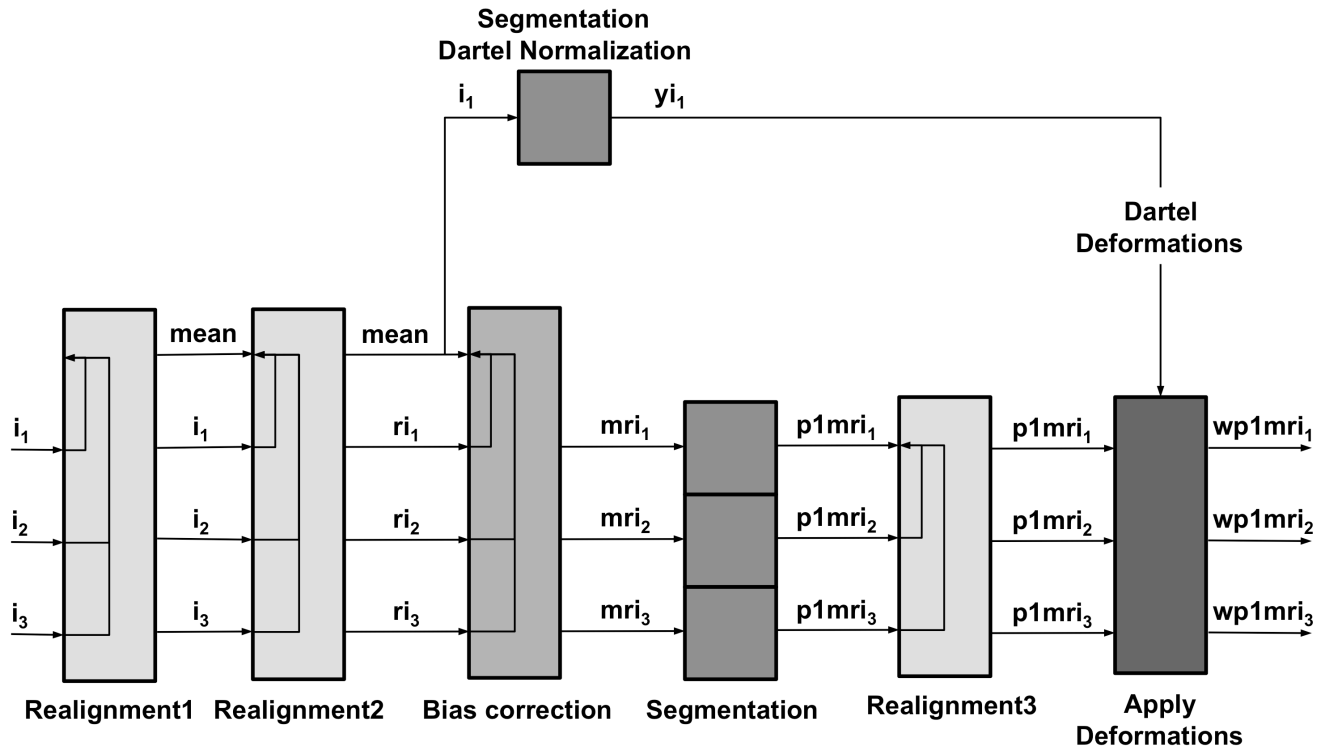 Segmentation
Dartel Normalization
i₁ yi₁
Dartel
Deformations
mean mean
i₁ i₁ ri₁ mri₁ p1mri₁ p1mri₁ wp1mri₁
i₂ i₂ ri₂ mri₂ p1mri₂ p1mri₂ wp1mri₂
i₃ i₃ ri₃ mri₃ p1mri₃ p1mri₃ wp1mri₃
Realignment1 Realignment2 Bias correction Segmentation Realignment3 Apply
Deformations